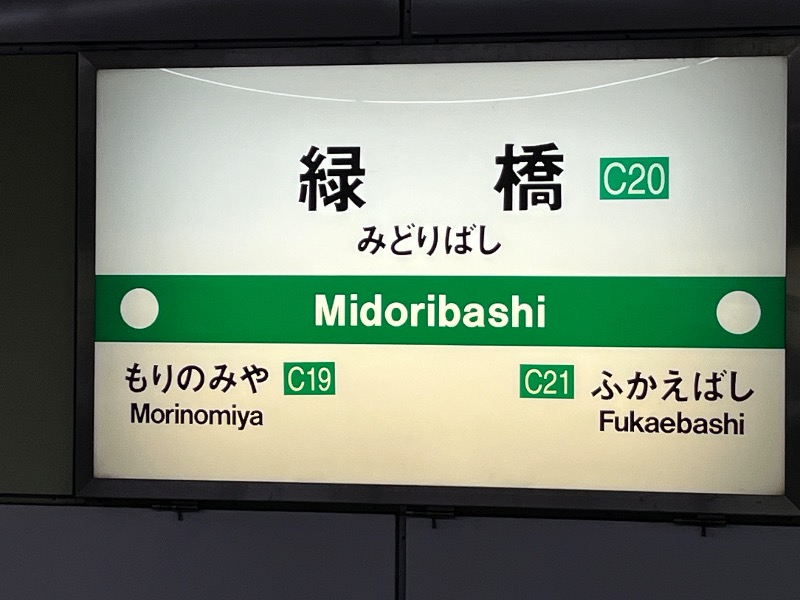 緑橋 C20
みどりばし
Midoribashi
もりのみや C19
Morinomiya
C21 ふかえばし
Fukaebashi